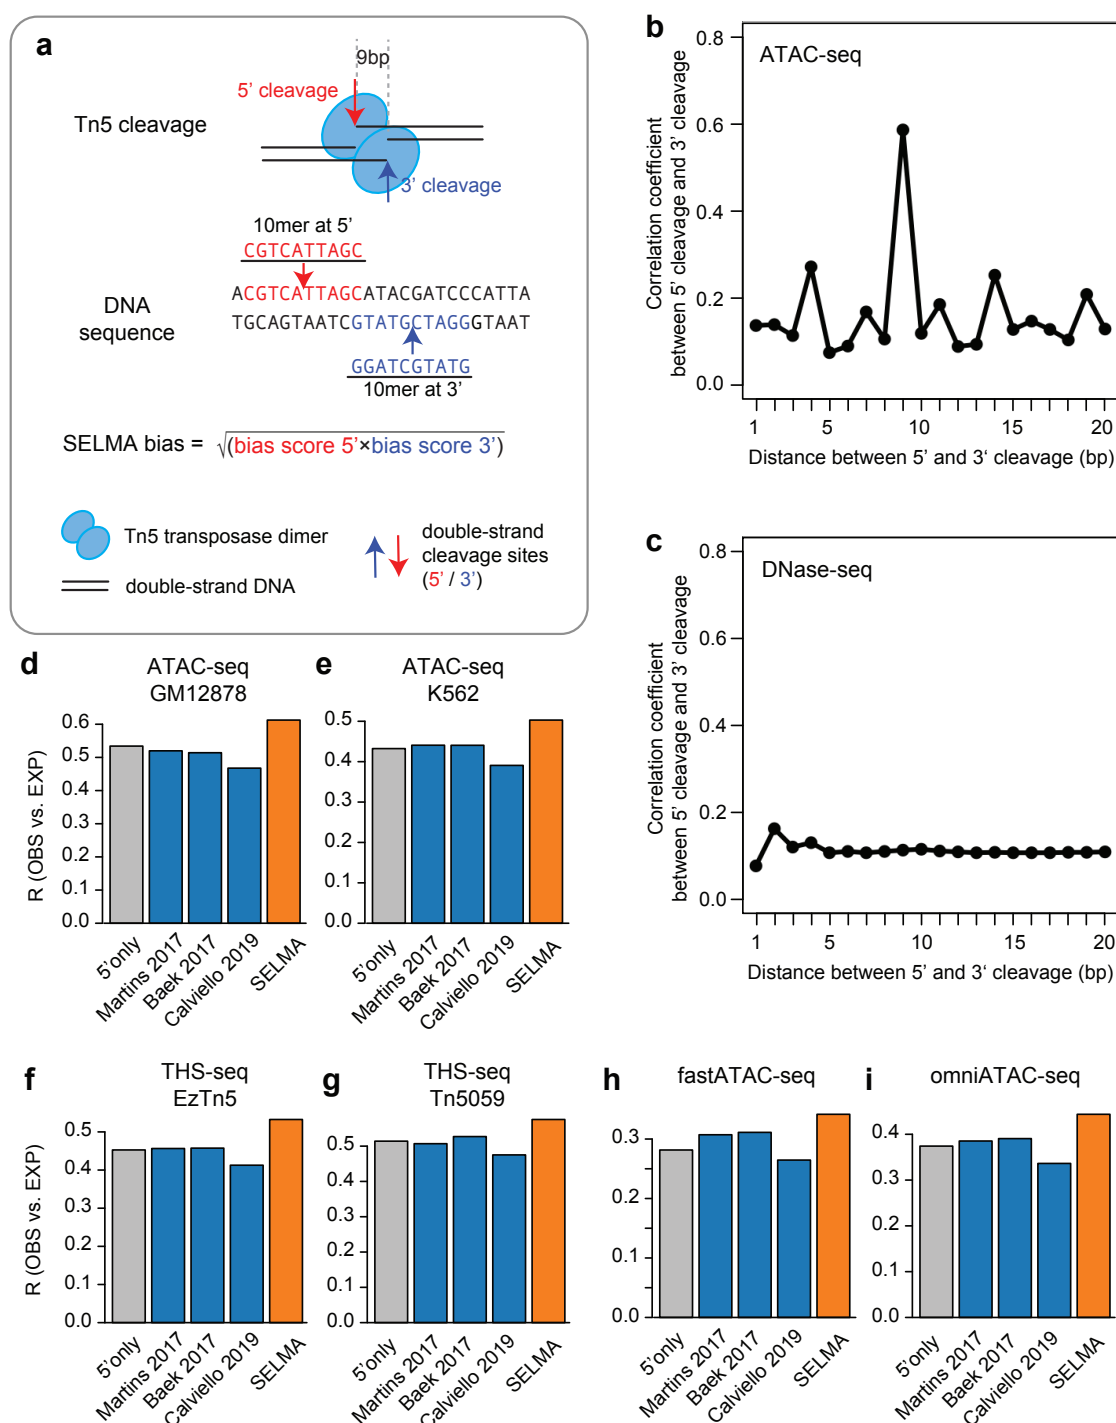 a
9bp
5' cleavage
Tn5 cleavage
3' cleavage
10mer at 5'
CGTCATTAGC
DNA
sequence
ACGTCATTAGCATACGATCCCATTA
TGCAGTAATCGTATGCTAGGGTAAT
GGATCGTATG
10mer at 3'
SELMA bias = √(bias score 5'×bias score 3')
Tn5 transposase dimer
double-strand DNA
double-strand
cleavage sites
(5' / 3')
b
ATAC-seq
Correlation coefficient
between 5' cleavage and 3' cleavage
0.8
0.6
0.4
0.2
0.0
1 5 10 15 20
Distance between 5' and 3' cleavage (bp)
c
DNase-seq
Correlation coefficient
between 5' cleavage and 3' cleavage
0.8
0.6
0.4
0.2
0.0
1 5 10 15 20
Distance between 5' and 3' cleavage (bp)
d
ATAC-seq
GM12878
R (OBS vs. EXP)
0.6
0.5
0.4
0.3
0.2
0.1
0.0
5'only
Martins 2017
Baek 2017
Calviello 2019
SELMA
e
ATAC-seq
K562
0.5
0.4
0.3
0.2
0.1
0.0
5'only
Martins 2017
Baek 2017
Calviello 2019
SELMA
f
THS-seq
EzTn5
R (OBS vs. EXP)
0.5
0.4
0.3
0.2
0.1
0.0
5'only
Martins 2017
Baek 2017
Calviello 2019
SELMA
g
THS-seq
Tn5059
0.5
0.4
0.3
0.2
0.1
0.0
5'only
Martins 2017
Baek 2017
Calviello 2019
SELMA
h
fastATAC-seq
0.3
0.2
0.1
0.0
5'only
Martins 2017
Baek 2017
Calviello 2019
SELMA
i
omniATAC-seq
0.4
0.3
0.2
0.1
0.0
5'only
Martins 2017
Baek 2017
Calviello 2019
SELMA